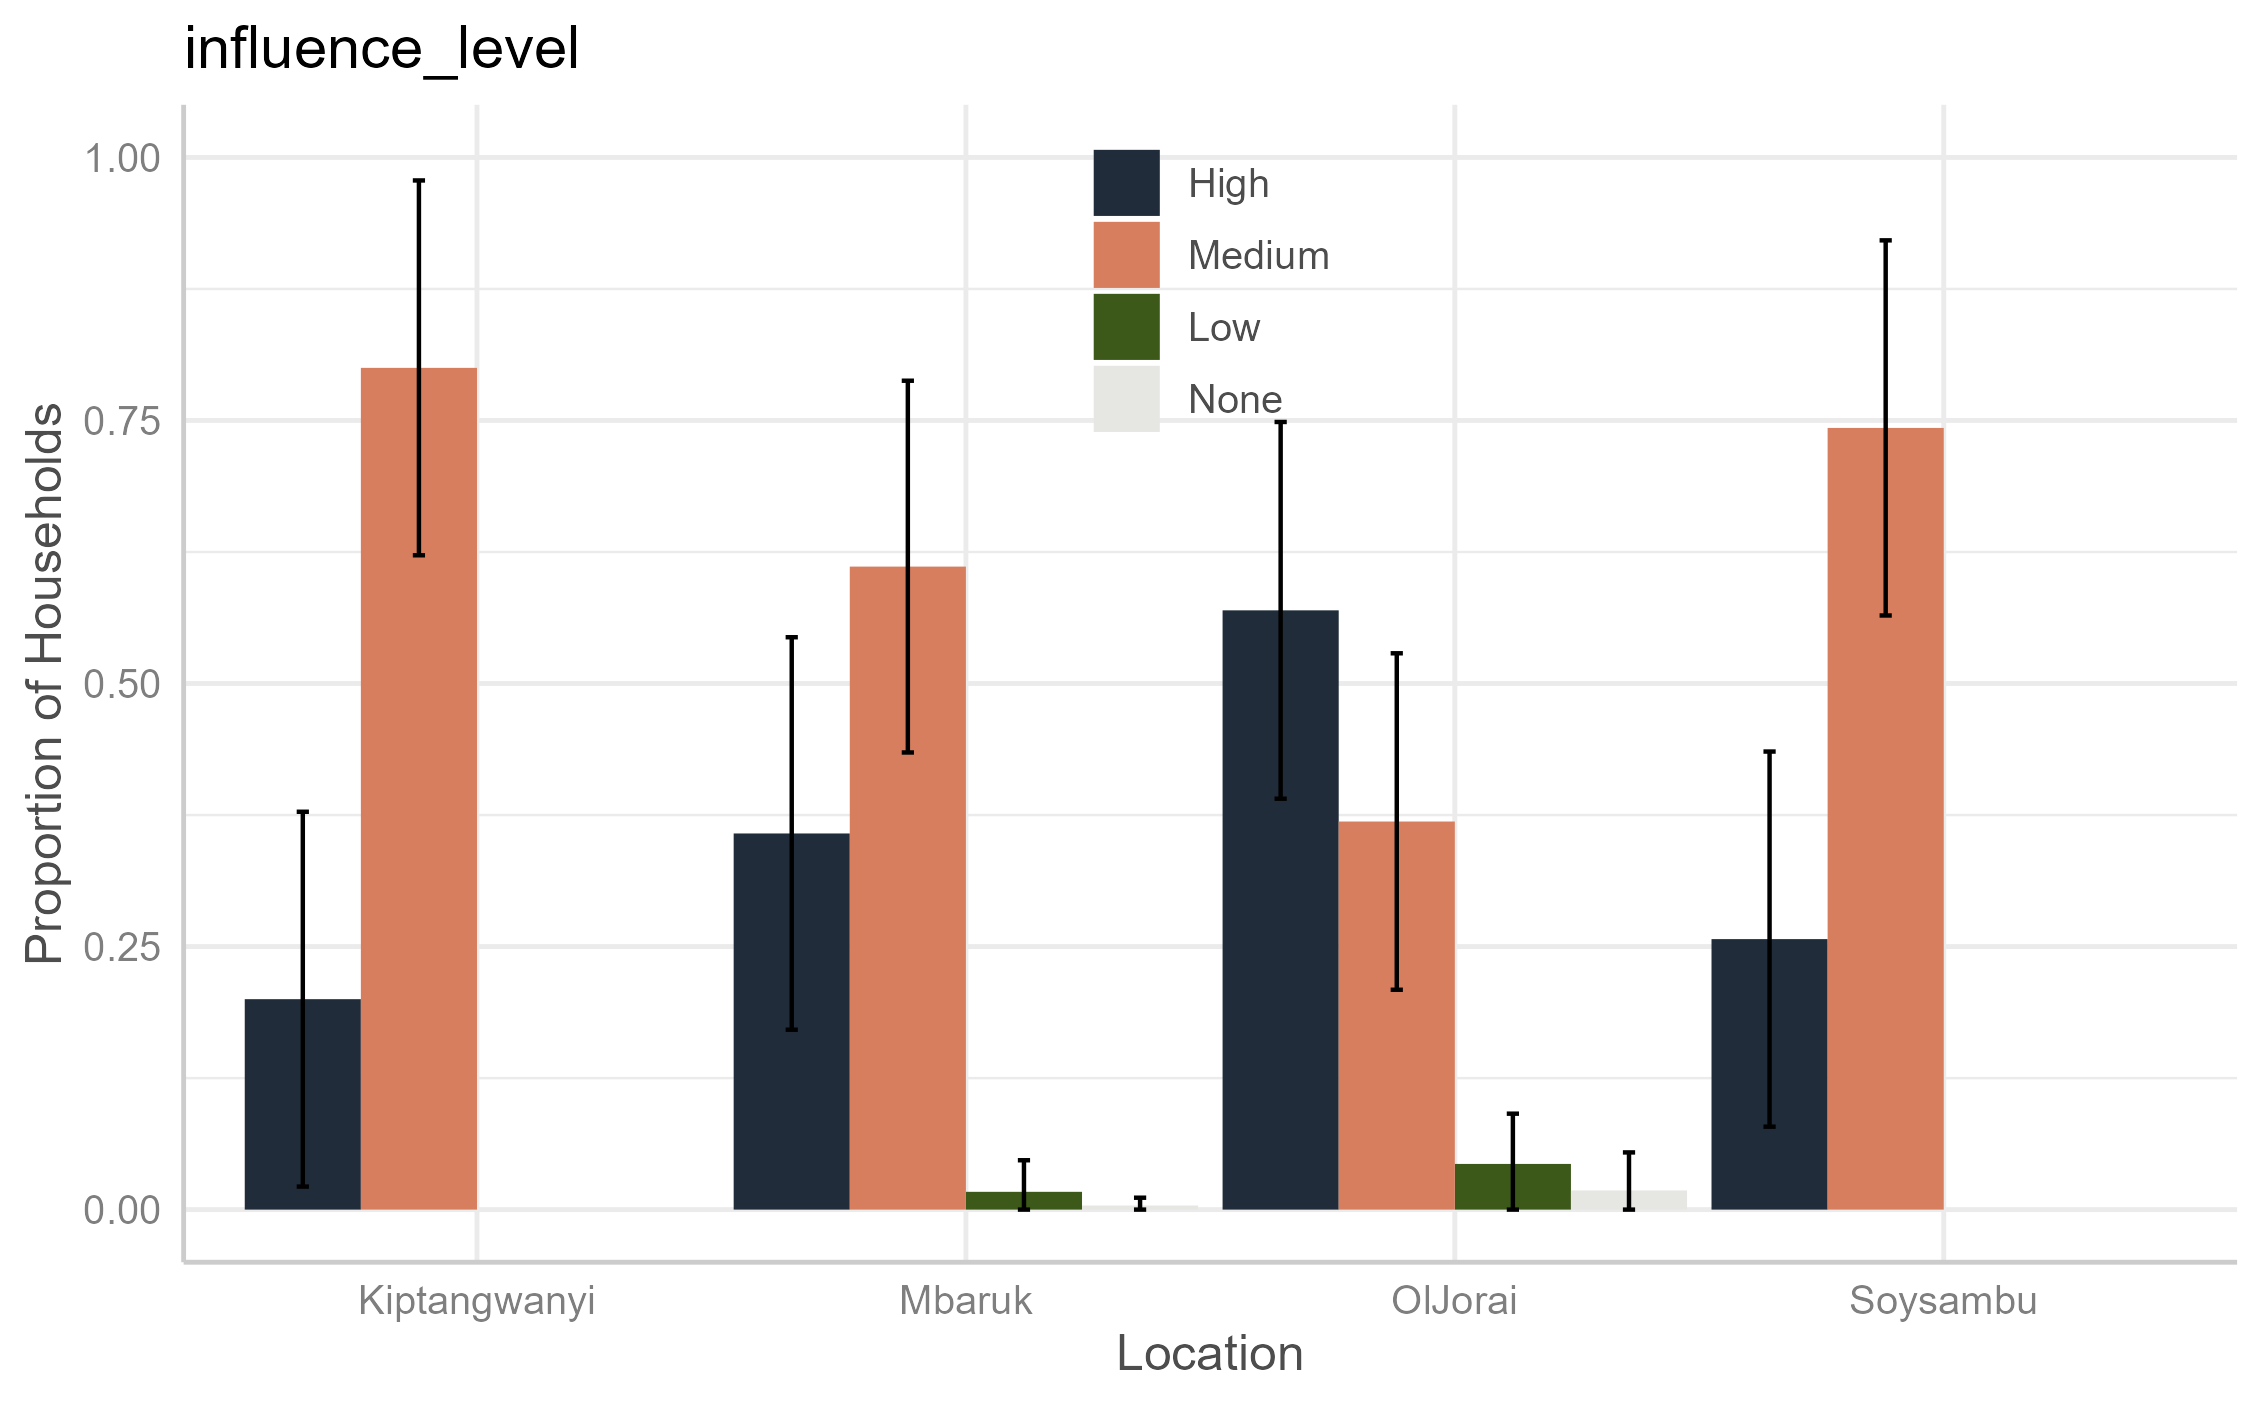 influence_level
1.00
0.75
0.50
0.25
0.00
Proportion of Households
High
Medium
Low
None
Kiptangwanyi
Mbaruk
OlJorai
Soysambu
Location